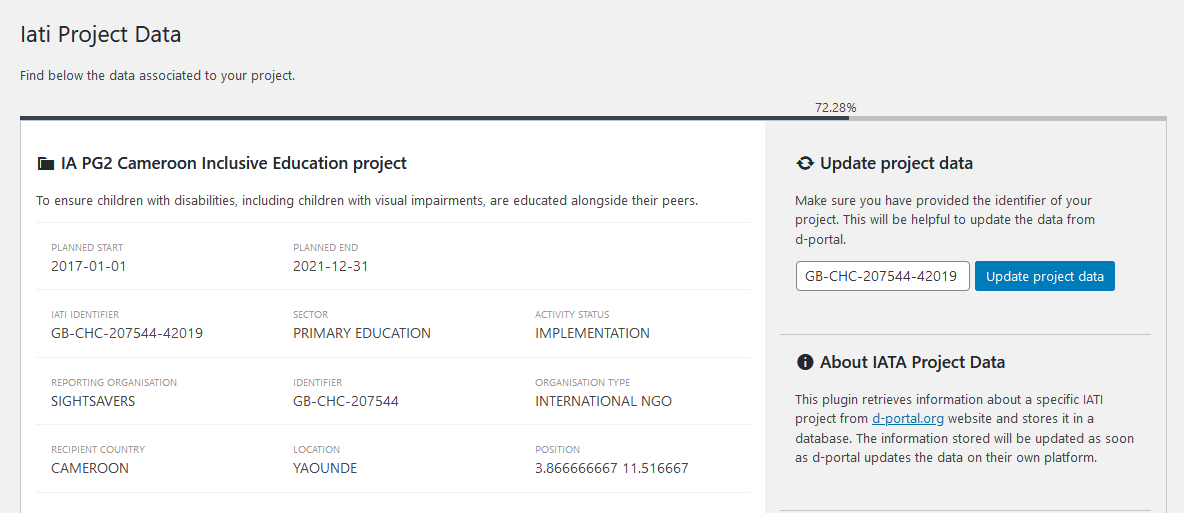 Iati Project Data
Find below the data associated to your project.
72.28%
IA PG2 Cameroon Inclusive Education project
To ensure children with disabilities, including children with visual impairments, are educated alongside their peers.
PLANNED START
2017-01-01
PLANNED END
2021-12-31
IATI IDENTIFIER
GB-CHC-207544-42019
SECTOR
PRIMARY EDUCATION
ACTIVITY STATUS
IMPLEMENTATION
REPORTING ORGANISATION
SIGHTSAVERS
IDENTIFIER
GB-CHC-207544
ORGANISATION TYPE
INTERNATIONAL NGO
RECIPIENT COUNTRY
CAMEROON
LOCATION
YAOUNDE
POSITION
3.866666667 11.516667
Update project data
Make sure you have provided the identifier of your
project. This will be helpful to update the data from
d-portal.
GB-CHC-207544-42019
Update project data
About IATA Project Data
This plugin retrieves information about a specific IATI
project from d-portal.org website and stores it in a
database. The information stored will be updated as soon
as d-portal updates the data on their own platform.